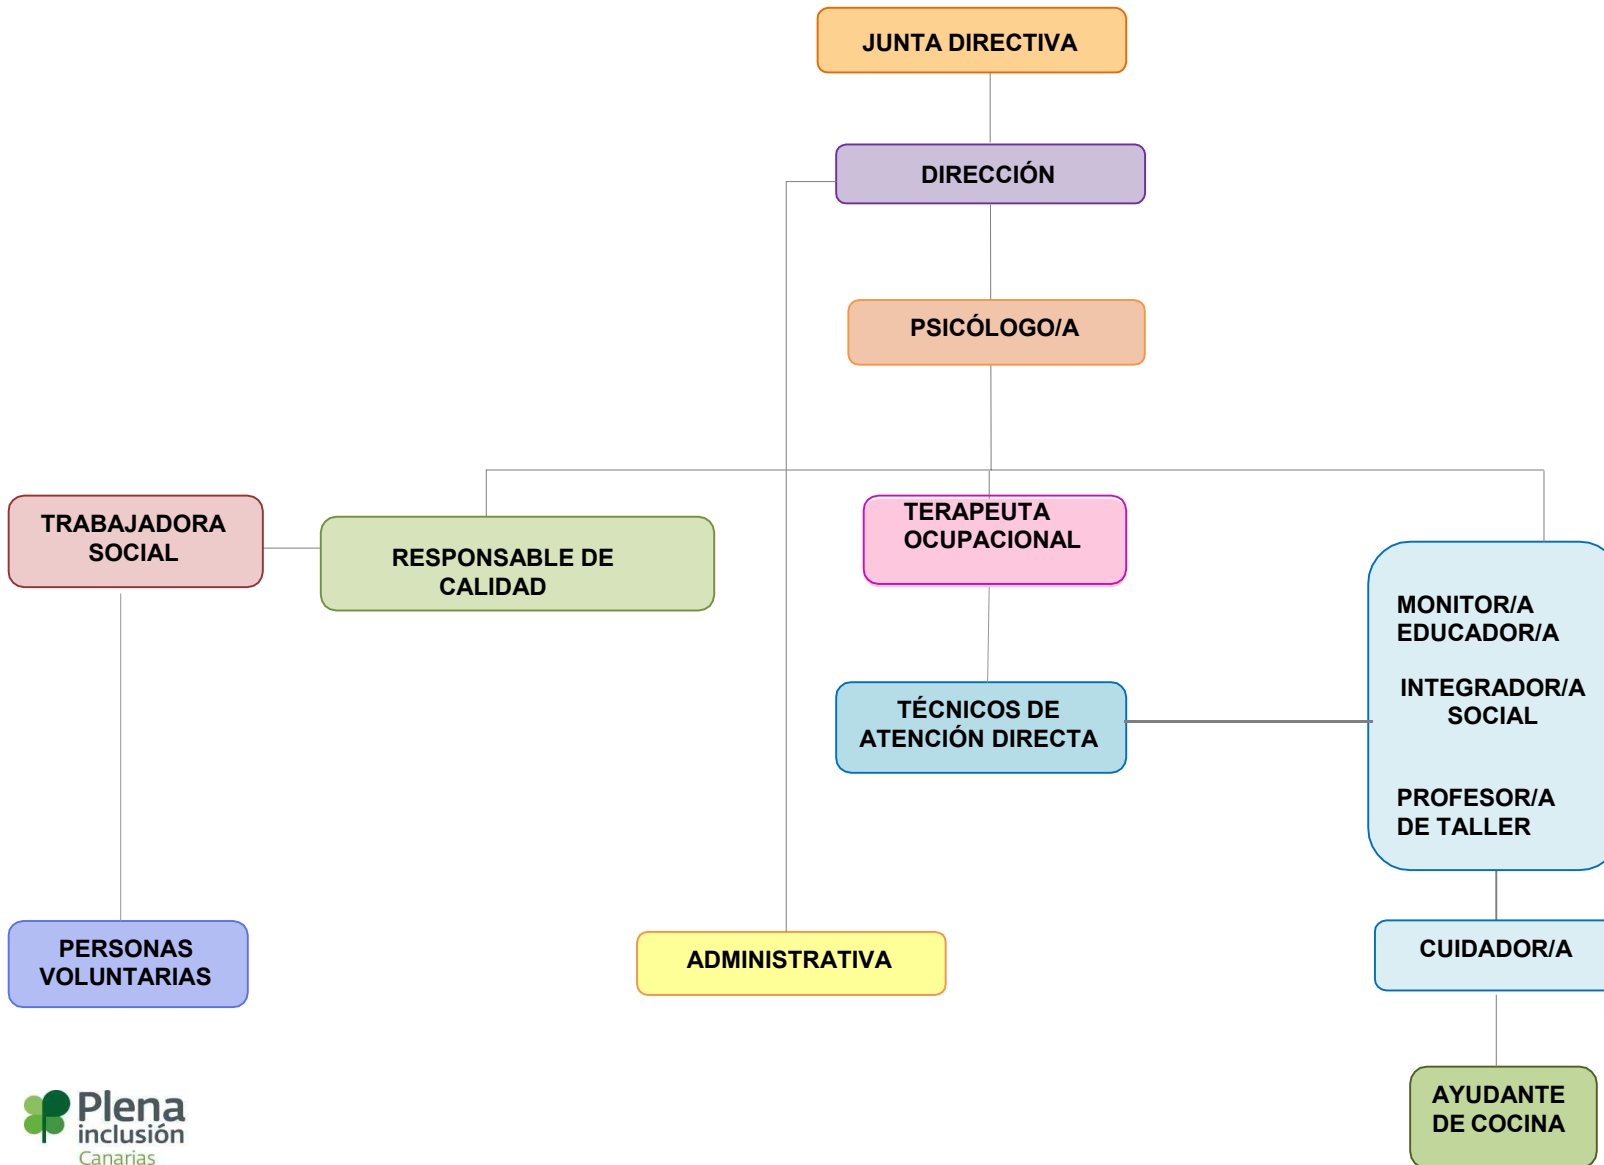 JUNTA DIRECTIVA
DIRECCIÓN
PSICÓLOGO/A
TRABAJADORA
SOCIAL
RESPONSABLE DE
CALIDAD
TERAPEUTA
OCUPACIONAL
MONITOR/A
EDUCADOR/A
INTEGRADOR/A
SOCIAL
PROFESOR/A
DE TALLER
TÉCNICOS DE
ATENCIÓN DIRECTA
PERSONAS
VOLUNTARIAS
ADMINISTRATIVA
CUIDADOR/A
AYUDANTE
DE COCINA
Plena
inclusión
Canarias